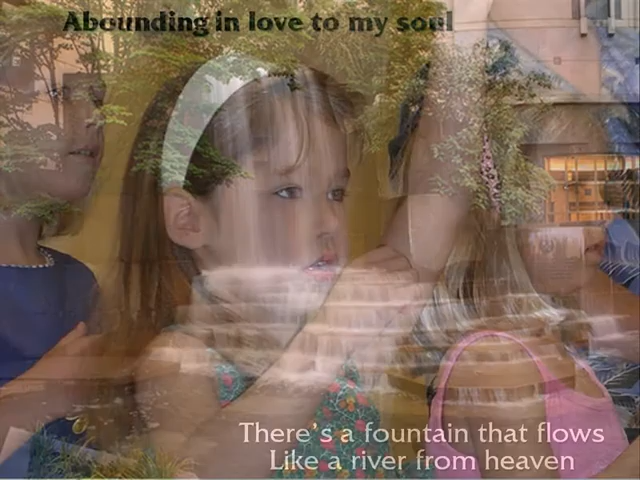 Abounding in love to my soul
There's a fountain that flows
Like a river from heaven